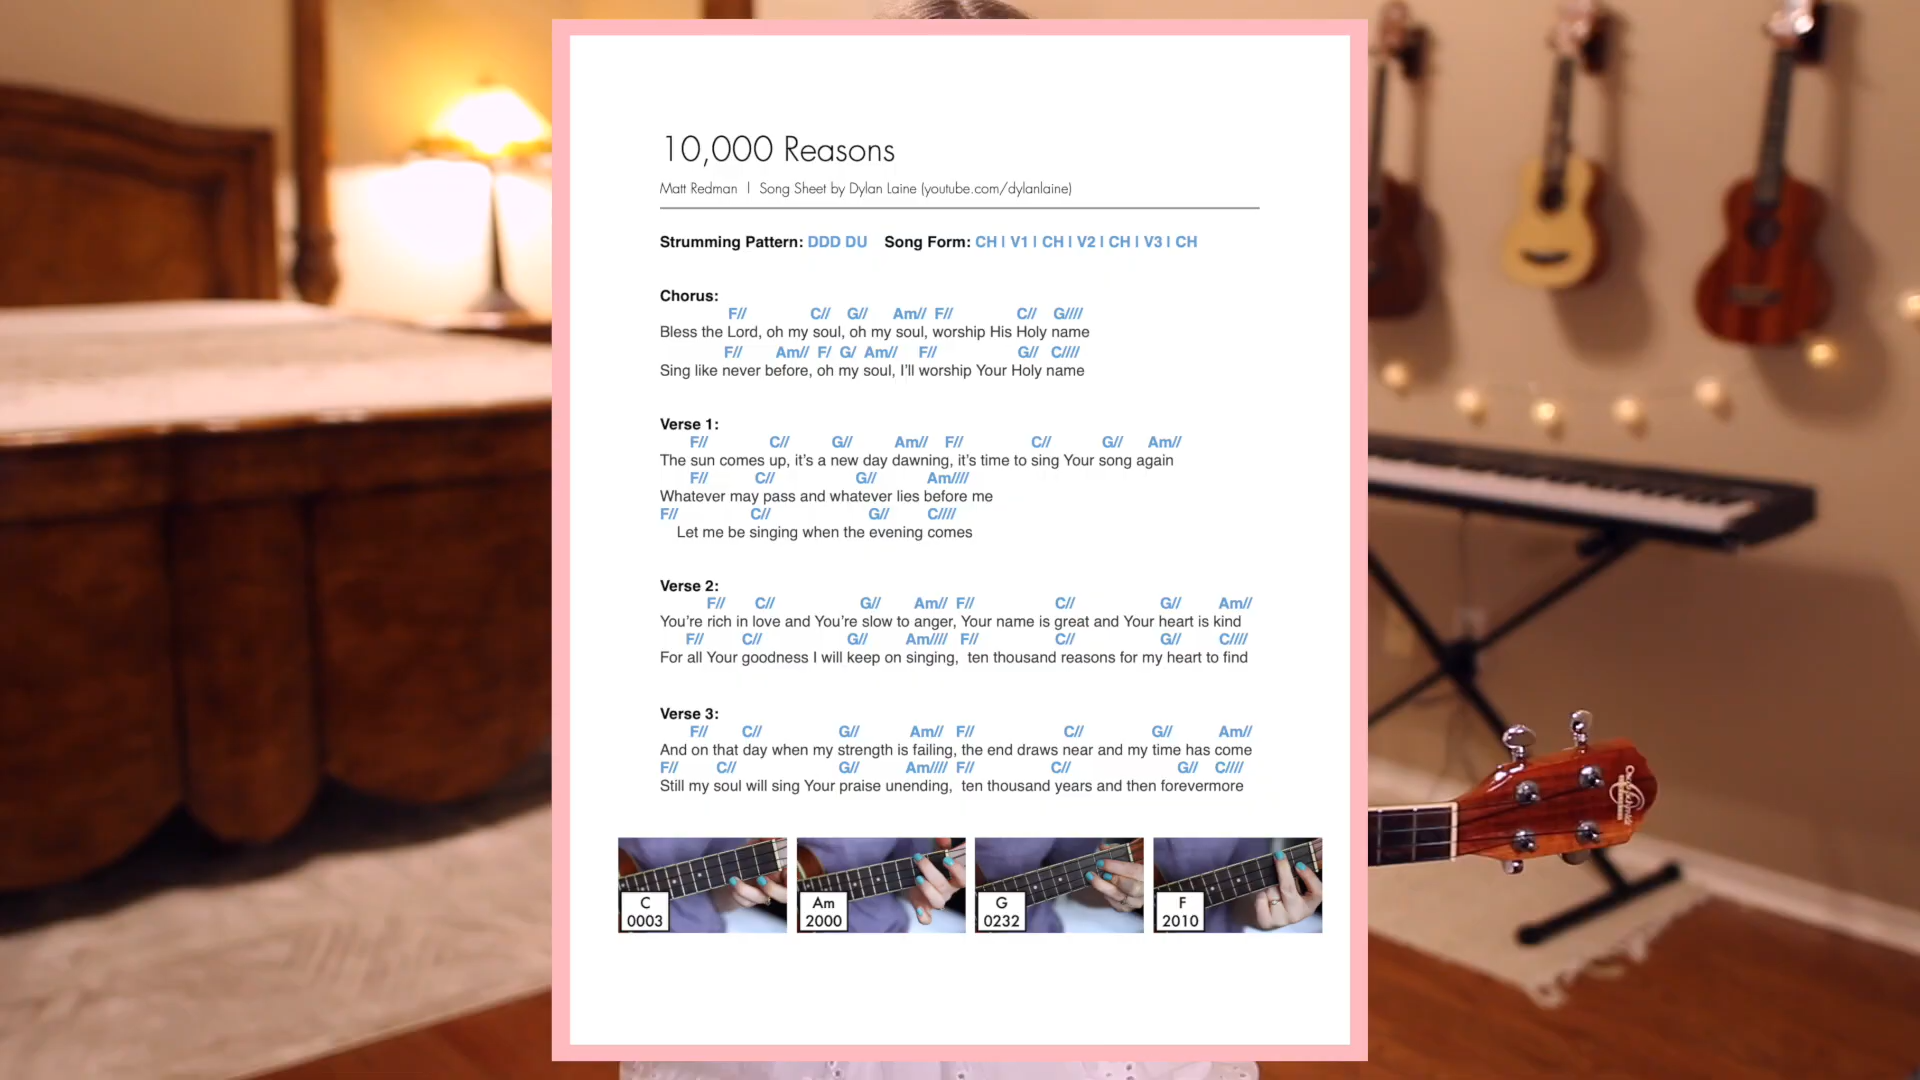 10,000 Reasons
Matt Redman | Song Sheet by Dylan Laine (youtube.com/dylanlaine)
Strumming Pattern: DDD DU Song Form: CH | V1 | CH | V2 | CH | V3 | CH
Chorus:
F// C// G// Am// F// C// G////
Bless the Lord, oh my soul, oh my soul, worship His Holy name
F// Am// F/ G/ Am// F// G// C////
Sing like never before, oh my soul, I'll worship Your Holy name
Verse 1:
F// C// G// Am// F// C// G// Am//
The sun comes up, it's a new day dawning, it's time to sing Your song again
F// C// G// Am////
Whatever may pass and whatever lies before me
F// C// G// C////
Let me be singing when the evening comes
Verse 2:
F// C// G// Am// F// C// G// Am//
You're rich in love and You're slow to anger, Your name is great and Your heart is kind
F// C// G// Am//// F// C// G// C////
For all Your goodness I will keep on singing, ten thousand reasons for my heart to find
Verse 3:
F// C// G// Am// F// C// G// Am//
And on that day when my strength is failing, the end draws near and my time has come
F// C// G// Am//// F// C// G// C////
Still my soul will sing Your praise unending, ten thousand years and then forevermore
C
0003
Am
2000
G
0232
F
2010